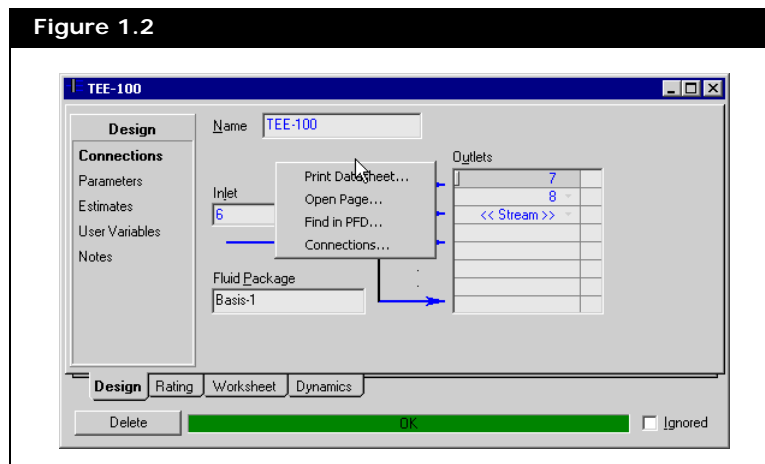 Figure 1.2
TEE-100
Design
Connections
Parameters
Estimates
User Variables
Notes
Name TEE-100
Inlet
6
Fluid Package
Basis-1
Print Datasheet...
Open Page...
Find in PFD...
Connections...
Outlets
7
8
<< Stream >>
Design Rating Worksheet Dynamics
Delete OK Ignored